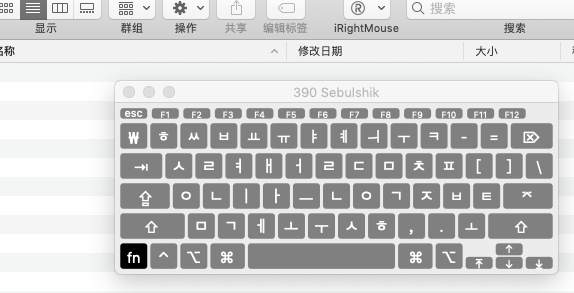 显示 群组 操作 共享 编辑标签 iRightMouse 搜索
搜索
名称 修改日期 大小
390 Sebulshik
esc F1 F2 F3 F4 F5 F6 F7 F8 F9 F10 F11 F12
₩ ㅎ ㅆ ㅂ ㅛ ㅠ ㅑ ㅖ ㅢ ㅜ ㅋ - =
ㅅ ㄹ ㅕ ㅐ ㅓ ㄹ ㄷ ㅁ ㅊ ㅍ [ ] \
ㅇ ㄴ ㅣ ㅏ ㅡ ㄴ ㅇ ㄱ ㅈ ㅂ ㅌ ㅈ
ㅁ ㄱ ㅔ ㅗ ㅜ ㅅ ㅎ , . ㅗ
fn ^ ⌥ ⌘ ⌘ ⌥